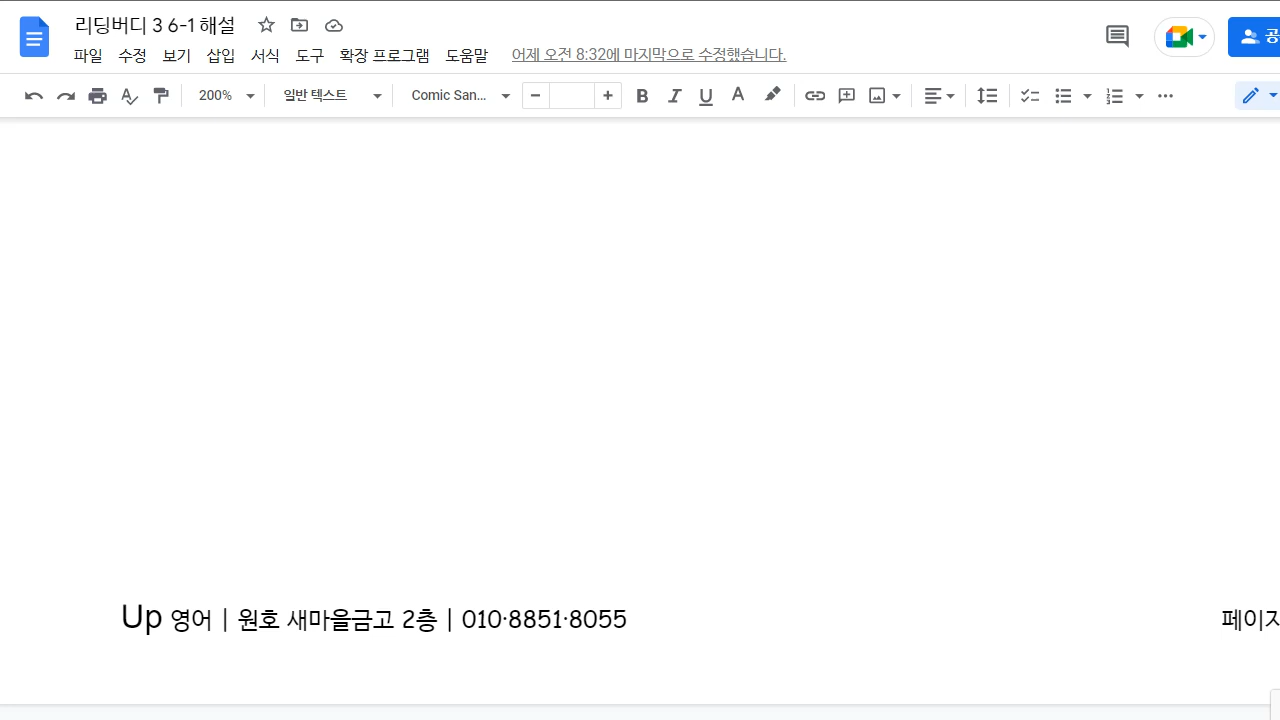 리딩버디 3 6-1 해설
파일 수정 보기 삽입 서식 도구 확장 프로그램 도움말 어제 오전 8:32에 마지막으로 수정했습니다.
200% 일반 텍스트 Comic San...
Up 영어 | 원호 새마을금고 2층 | 010·8851·8055
페이지